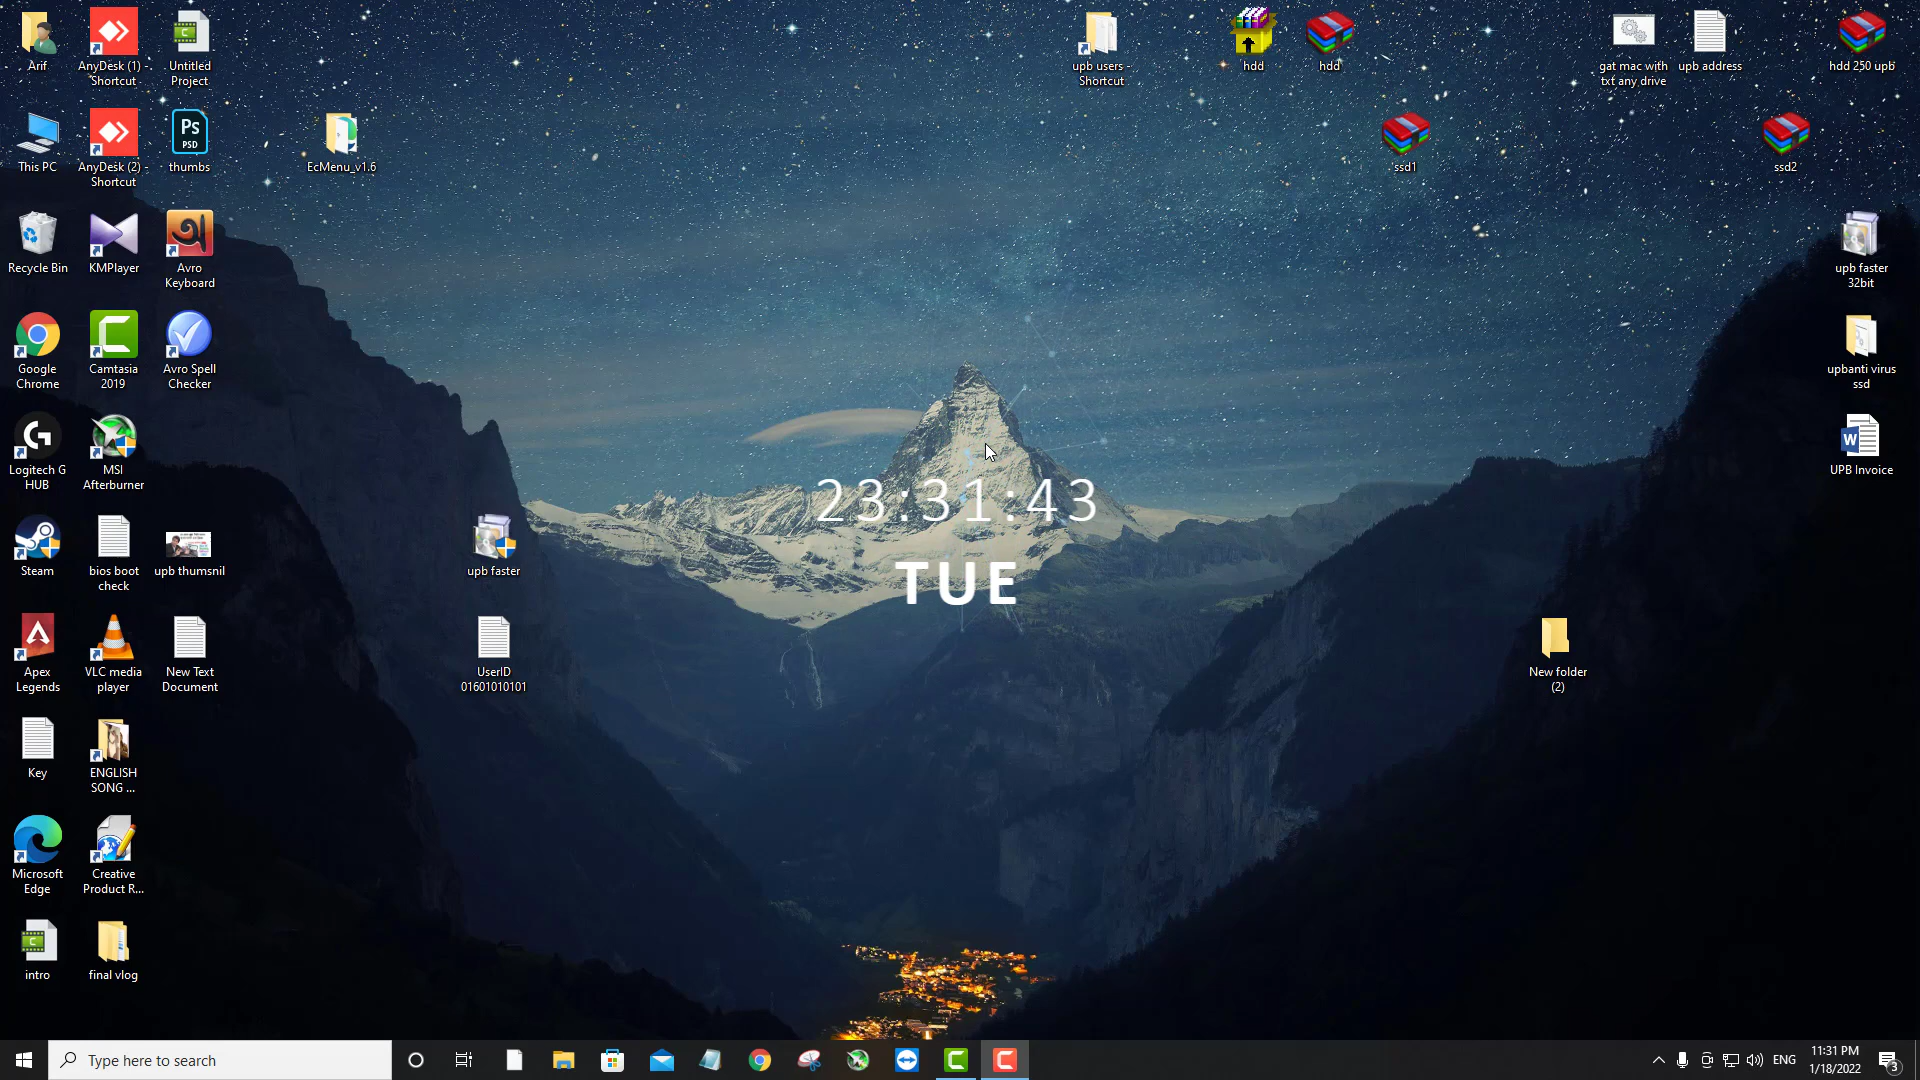 Arif
AnyDesk (1) -
Shortcut
Untitled
Project
upb users -
Shortcut
hdd
hdd
gat mac with
txt any drive
upb address
hdd 250 upb
This PC
AnyDesk (2) -
Shortcut
Ps
PSD
thumbs
EcMenu_v1.6
ssd1
ssd2
Recycle Bin
KMPlayer
Avro
Keyboard
upb faster
32bit
Google
Chrome
Camtasia
2019
Avro Spell
Checker
upbanti virus
ssd
Logitech G
HUB
MSI
Afterburner
UPB Invoice
23:31:43
TUE
Steam
bios boot
check
upb thumsnil
upb faster
Apex
Legends
VLC media
player
New Text
Document
UserID
01601010101
New folder
(2)
Key
ENGLISH
SONG ...
Microsoft
Edge
Creative
Product R...
intro
final vlog
Type here to search
ENG
11:31 PM
1/18/2022
3